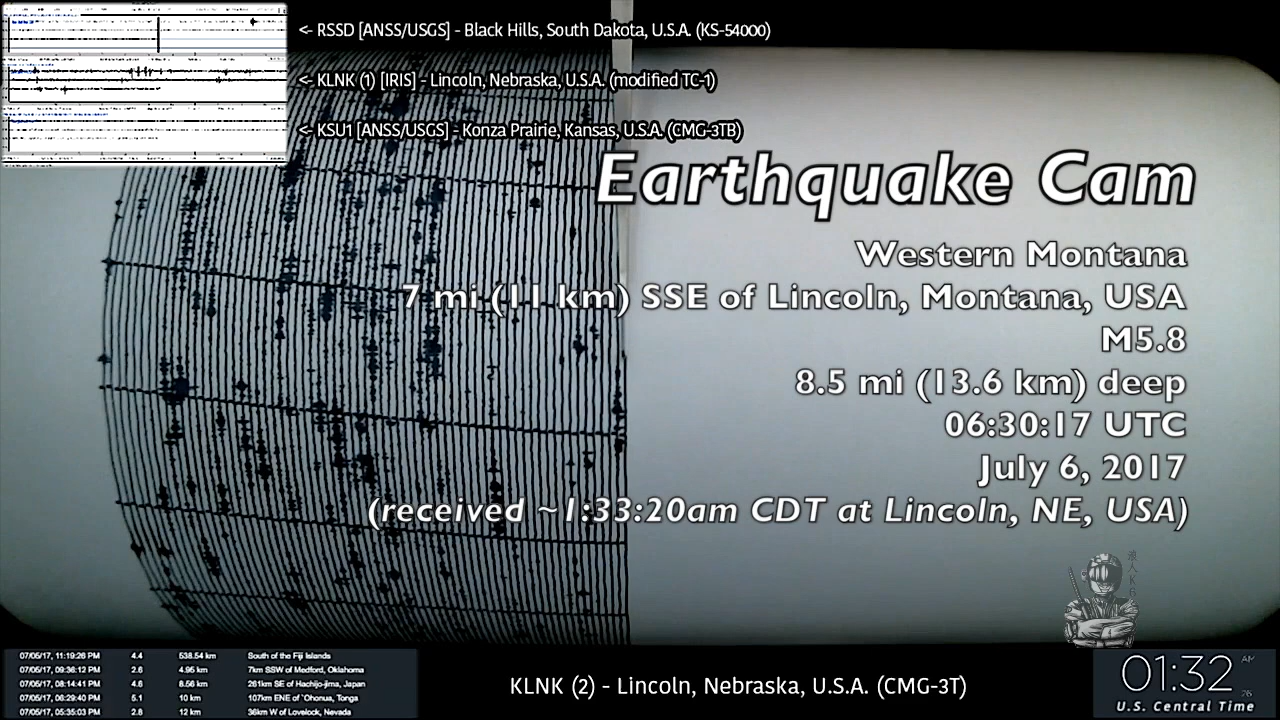 <- RSSD [ANSS/USGS] - Black Hills, South Dakota, U.S.A. (KS-54000)
<- KLNK (1) [IRIS] - Lincoln, Nebraska, U.S.A. (modified TC-1)
<- KSU1 [ANSS/USGS] - Konza Prairie, Kansas, U.S.A. (CMG-3TB)
Earthquake Cam
Western Montana
7 mi (11 km) SSE of Lincoln, Montana, USA
M5.8
8.5 mi (13.6 km) deep
06:30:17 UTC
July 6, 2017
(received ~1:33:20am CDT at Lincoln, NE, USA)
07/05/17, 11:19:26 PM 4.4 538.54 km South of the Fiji Islands
07/05/17, 09:36:12 PM 2.6 4.95 km 7km SSW of Medford, Oklahoma
07/05/17, 08:14:41 PM 4.6 8.56 km 261km SE of Hachijo-jima, Japan
07/05/17, 06:29:40 PM 5.1 10 km 107km ENE of `Ohonua, Tonga
07/05/17, 05:35:03 PM 2.8 12 km 36km W of Lovelock, Nevada
KLNK (2) - Lincoln, Nebraska, U.S.A. (CMG-3T)
01:32 AM
U.S. Central Time